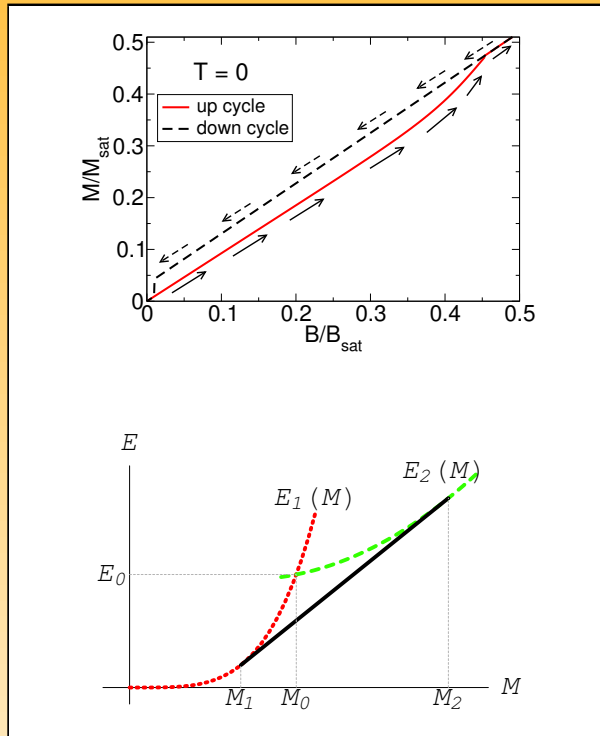 T = 0
up cycle
down cycle
M/M_sat
0.5
0.4
0.3
0.2
0.1
0
0 0.1 0.2 0.3 0.4 0.5
B/B_sat
E
E_1 (M)
E_2 (M)
E_0
M_1 M_0 M_2 M